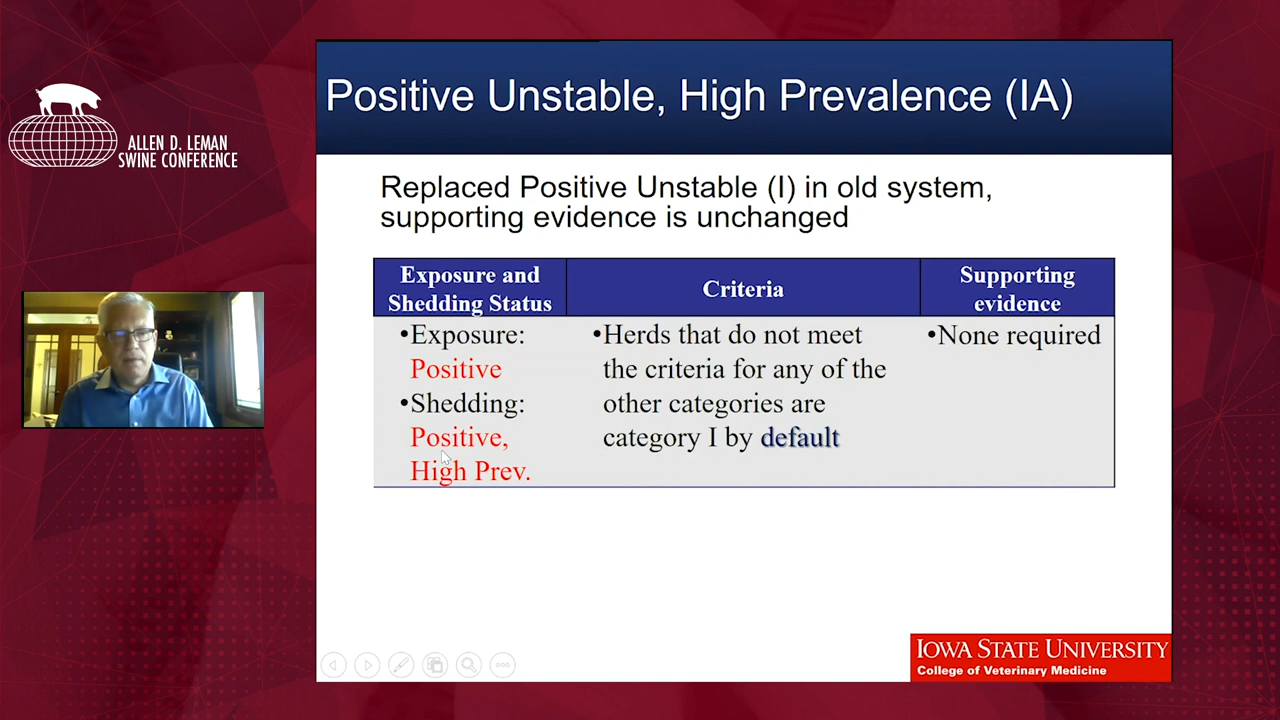 ALLEN D. LEMAN
SWINE CONFERENCE
Positive Unstable, High Prevalence (IA)
Replaced Positive Unstable (I) in old system,
supporting evidence is unchanged
Exposure and
Shedding Status
Criteria
Supporting
evidence
•Exposure:
Positive
•Shedding:
Positive,
High Prev.
•Herds that do not meet
the criteria for any of the
other categories are
category I by default
•None required
IOWA STATE UNIVERSITY
College of Veterinary Medicine